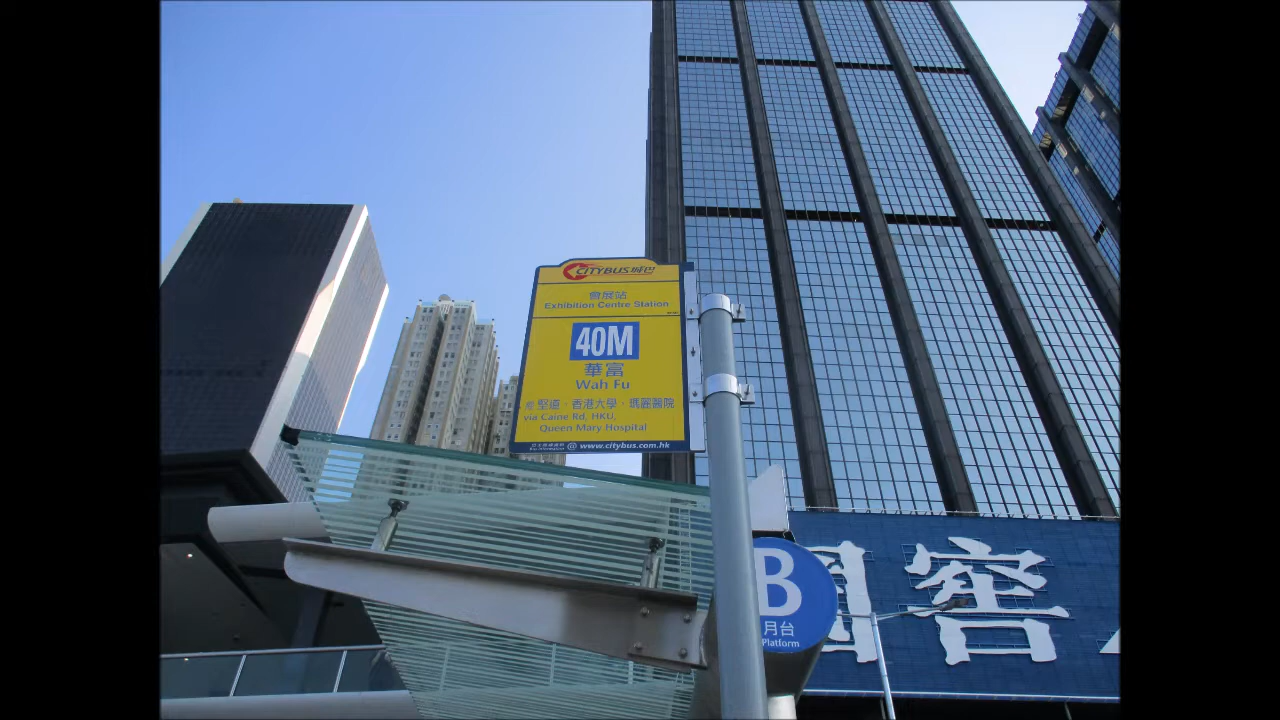 CITYBUS 城巴
會展站
Exhibition Centre Station
40M
華富
Wah Fu
經 堅道、香港大學、瑪麗醫院
via Caine Rd, HKU,
Queen Mary Hospital
@ www.citybus.com.hk
B
月台
Platform
窰